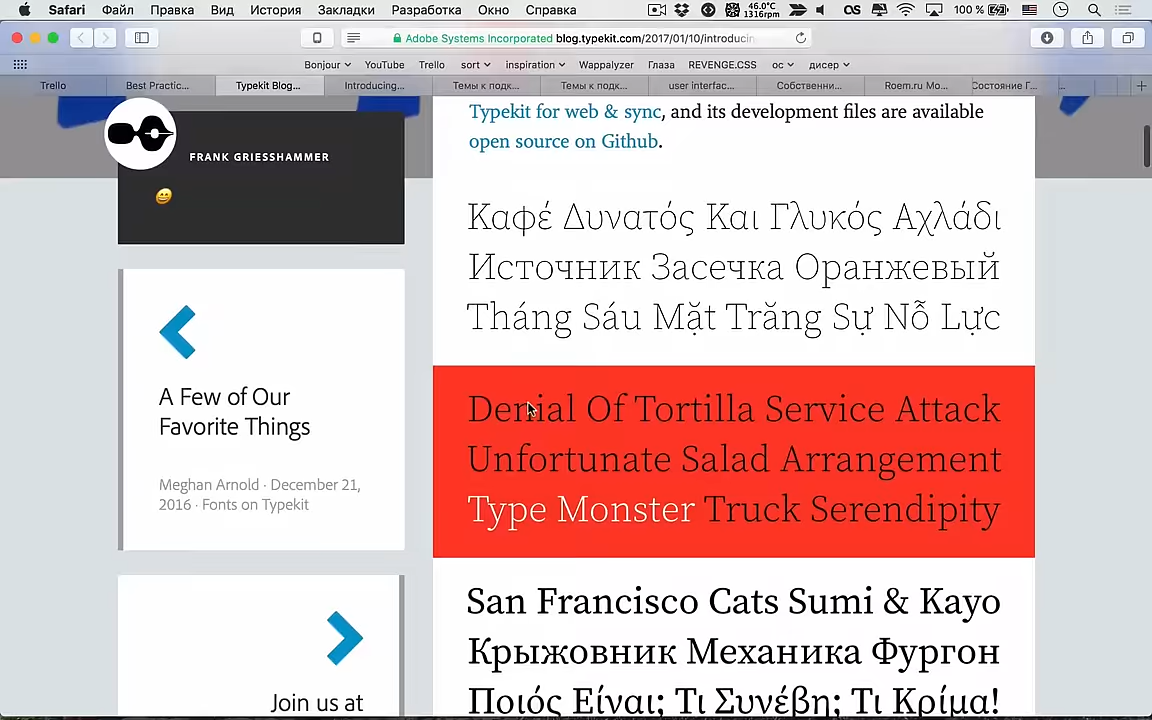 Safari Файл Правка Вид История Закладки Разработка Окно Справка
46.0°C
1316rpm
100 %
Adobe Systems Incorporated blog.typekit.com/2017/01/10/introducin
Bonjour YouTube Trello sort inspiration Wappalyzer Глаза REVENGE.CSS ос дисер
Trello Best Practic... Typekit Blog... Introducing... Темы к подк... Темы к подк... user interfac... Собственни... Roem.ru Mo... Состояние Г...
FRANK GRIESSHAMMER
😄
A Few of Our
Favorite Things
Meghan Arnold · December 21,
2016 · Fonts on Typekit
Join us at
Typekit for web & sync, and its development files are available
open source on Github.
Καφέ Δυνατός Και Γλυκός Αχλάδι
Источник Засечка Оранжевый
Tháng Sáu Mặt Trăng Sự Nỗ Lực
Denial Of Tortilla Service Attack
Unfortunate Salad Arrangement
Type Monster Truck Serendipity
San Francisco Cats Sumi & Kayo
Крыжовник Механика Фургон
Ποιός Είναι; Τι Συνέβη; Τι Κρίμα!